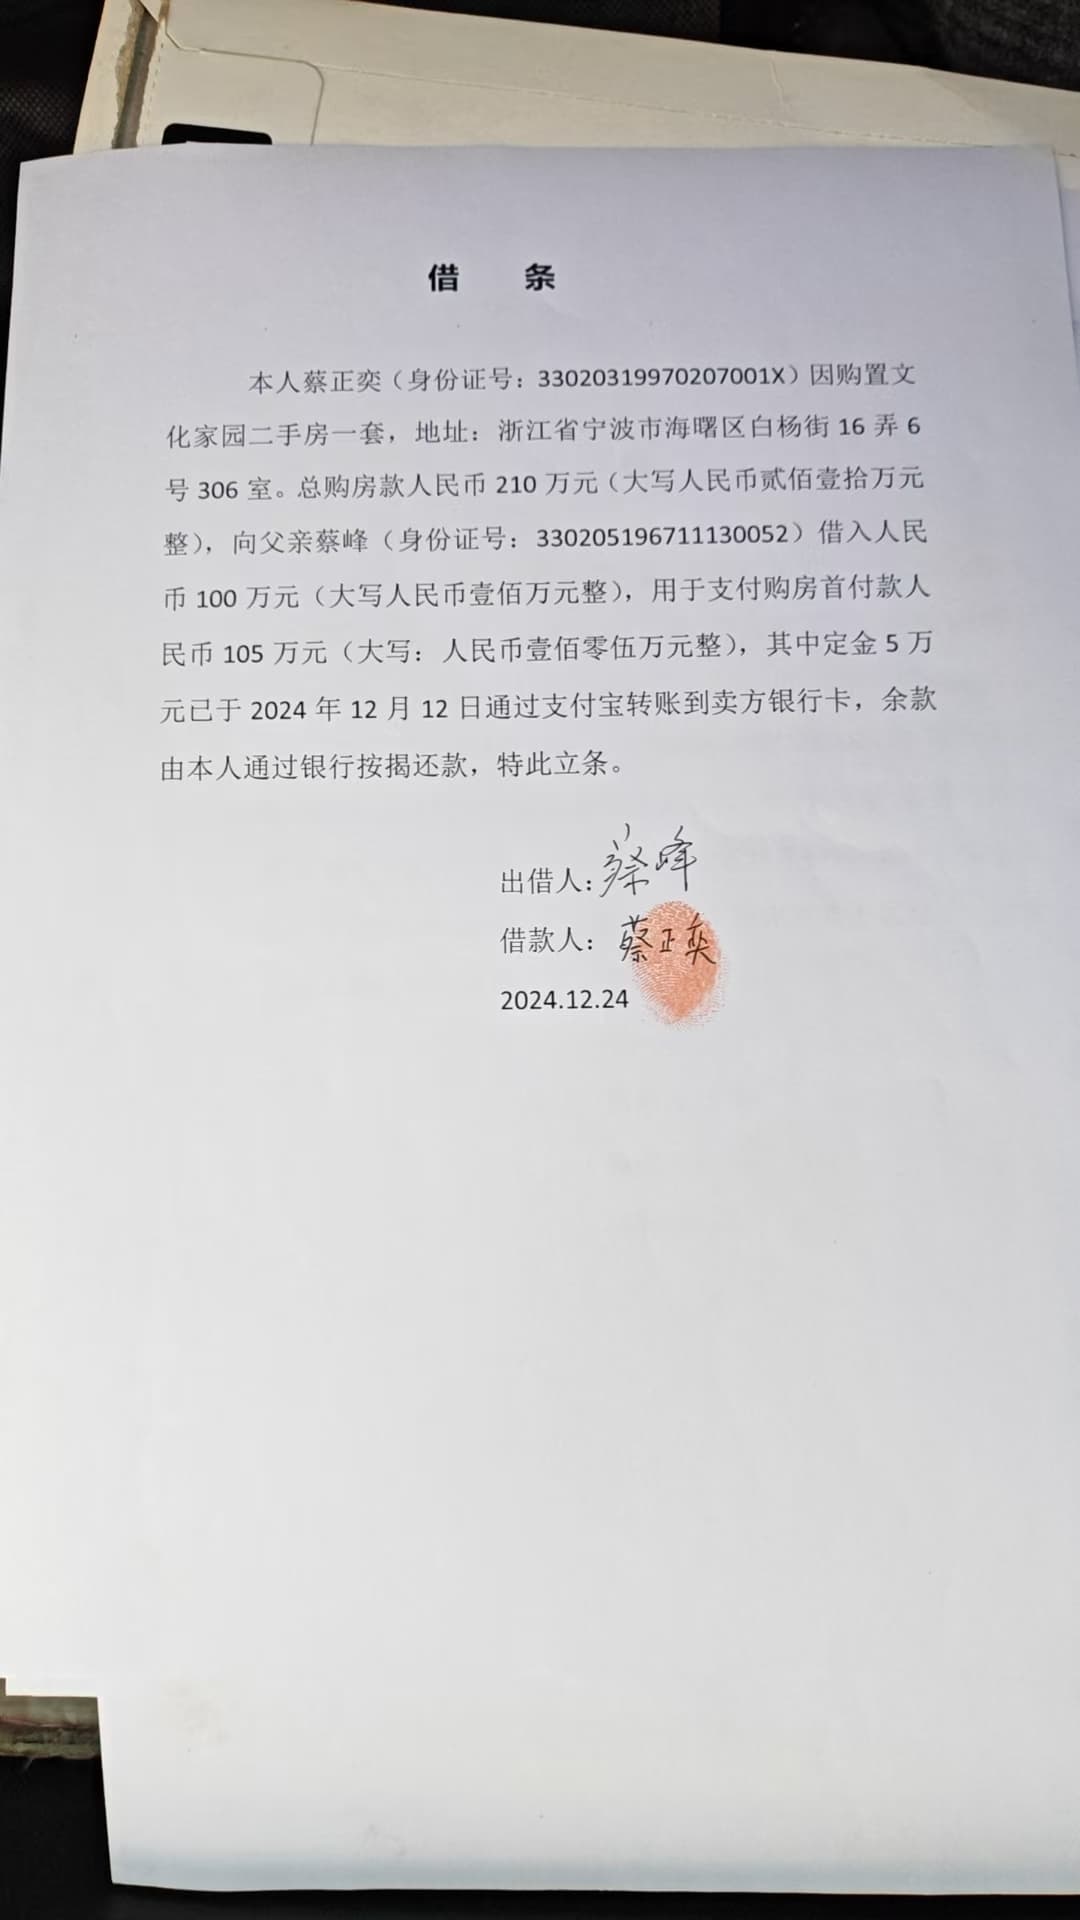 借 条
本人蔡正奕（身份证号：33020319970207001X）因购置文
化家园二手房一套，地址：浙江省宁波市海曙区白杨街 16 弄 6
号 306 室。总购房款人民币 210 万元（大写人民币贰佰壹拾万元
整），向父亲蔡峰（身份证号：330205196711130052）借入人民
币 100 万元（大写人民币壹佰万元整），用于支付购房首付款人
民币 105 万元（大写：人民币壹佰零伍万元整），其中定金 5 万
元已于 2024 年 12 月 12 日通过支付宝转账到卖方银行卡，余款
由本人通过银行按揭还款，特此立条。
出借人：蔡峰
借款人：蔡正奕
2024.12.24